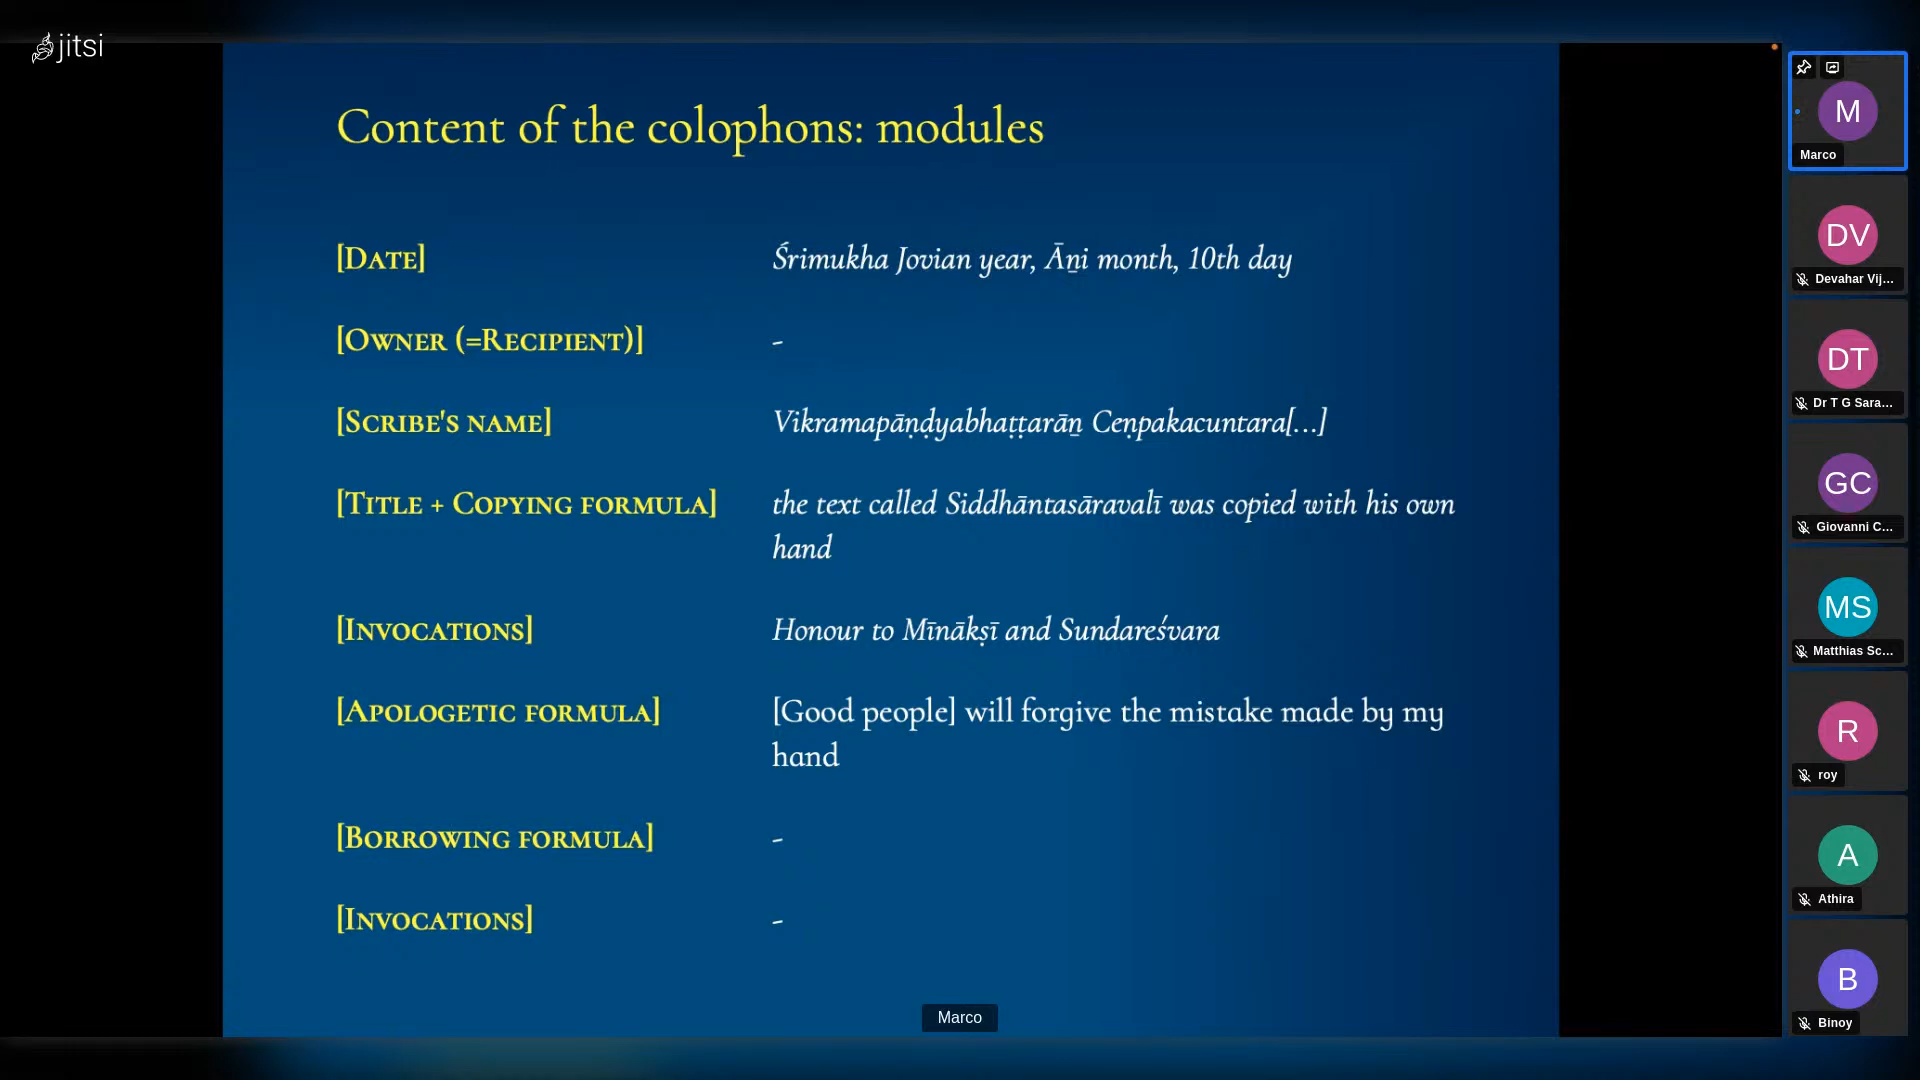 jitsi
Content of the colophons: modules
[Date] Śrimukha Jovian year, Āṉi month, 10th day
[Owner (=Recipient)] -
[Scribe's name] Vikramapāṇḍyabhaṭṭarāṉ Ceṇpakacuntara[...]
[Title + Copying formula] the text called Siddhāntasāravalī was copied with his own
hand
[Invocations] Honour to Mīnākṣī and Sundareśvara
[Apologetic formula] [Good people] will forgive the mistake made by my
hand
[Borrowing formula] -
[Invocations] -
Marco
M
Marco
DV
Devahar Vij...
DT
Dr T G Sara...
GC
Giovanni C...
MS
Matthias Sc...
R
roy
A
Athira
B
Binoy